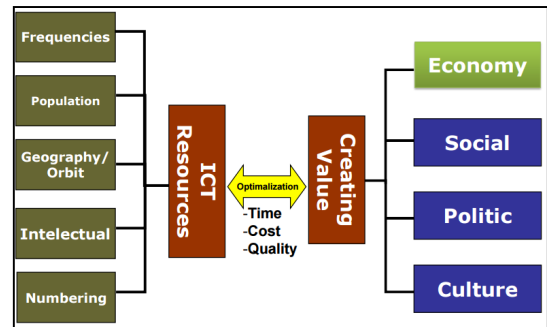 Frequencies
Population
Geography/
Orbit
Intelectual
Numbering
ICT
Resources
Optimalization
-Time
-Cost
-Quality
Creating
Value
Economy
Social
Politic
Culture